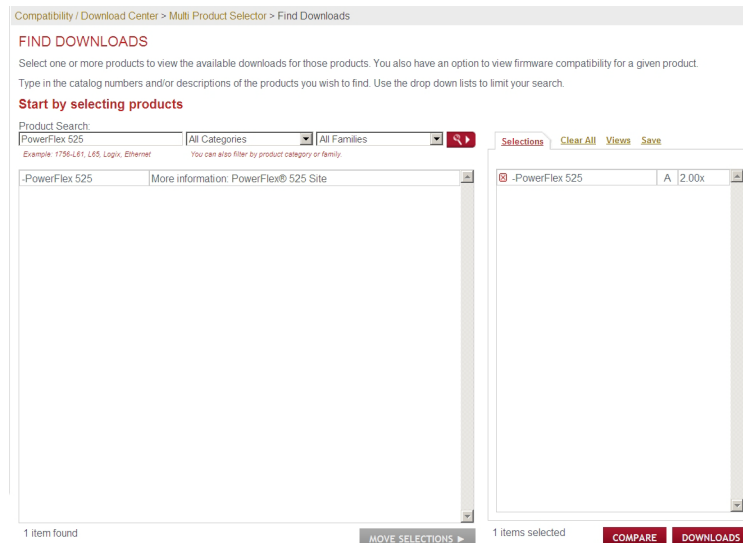 Compatibility / Download Center > Multi Product Selector > Find Downloads
FIND DOWNLOADS
Select one or more products to view the available downloads for those products. You also have an option to view firmware compatibility for a given product.
Type in the catalog numbers and/or descriptions of the products you wish to find. Use the drop down lists to limit your search.
Start by selecting products
Product Search:
PowerFlex 525 All Categories All Families
Example: 1756-L61, L65, Logix, Ethernet You can also filter by product category or family.
Selections Clear All Views Save
-PowerFlex 525 More information: PowerFlex® 525 Site
-PowerFlex 525 A 2.00x
1 item found
MOVE SELECTIONS
1 items selected
COMPARE DOWNLOADS